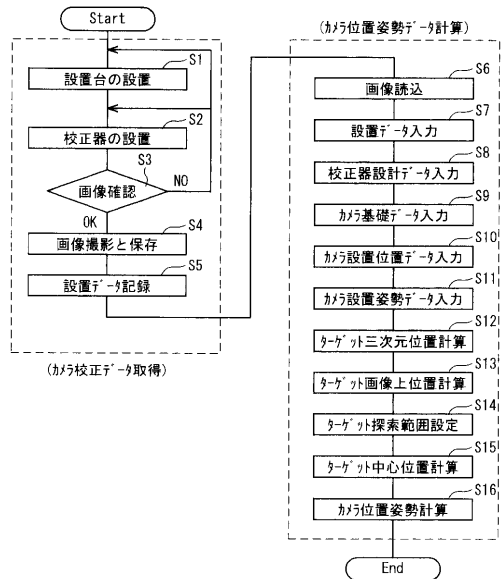 Start
S1
設置台の設置
S2
校正器の設置
S3
画像確認
NO
OK
S4
画像撮影と保存
S5
設置データ記録
(カメラ校正データ取得)
(カメラ位置姿勢データ計算)
S6
画像読込
S7
設置データ入力
S8
校正器設計データ入力
S9
カメラ基礎データ入力
S10
カメラ設置位置データ入力
S11
カメラ設置姿勢データ入力
S12
ターゲット三次元位置計算
S13
ターゲット画像上位置計算
S14
ターゲット探索範囲設定
S15
ターゲット中心位置計算
S16
カメラ位置姿勢計算
End